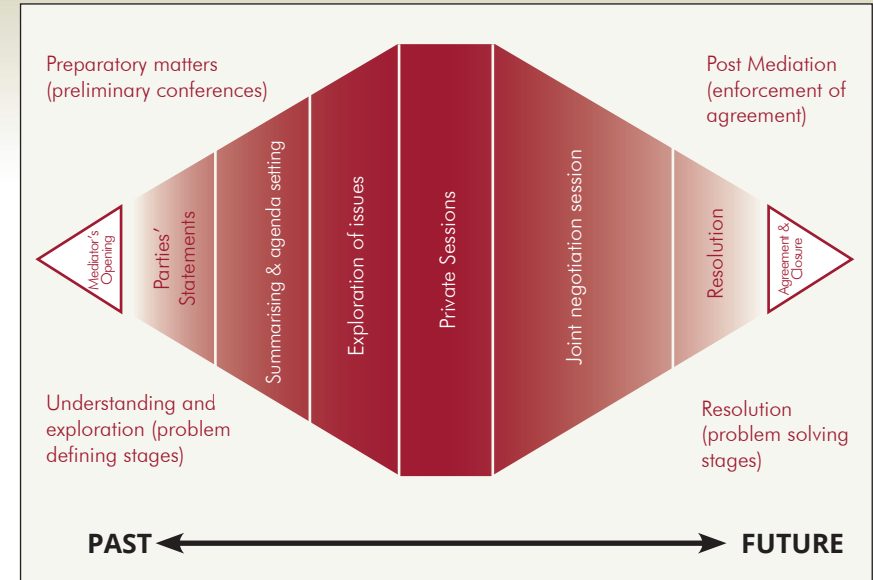 Preparatory matters
(preliminary conferences)
Post Mediation
(enforcement of
agreement)
Mediator's
Opening
Parties'
Statements
Summarising & agenda setting
Exploration of issues
Private Sessions
Joint negotiation session
Resolution
Agreement &
Closure
Understanding and
exploration (problem
defining stages)
Resolution
(problem solving
stages)
PAST
FUTURE